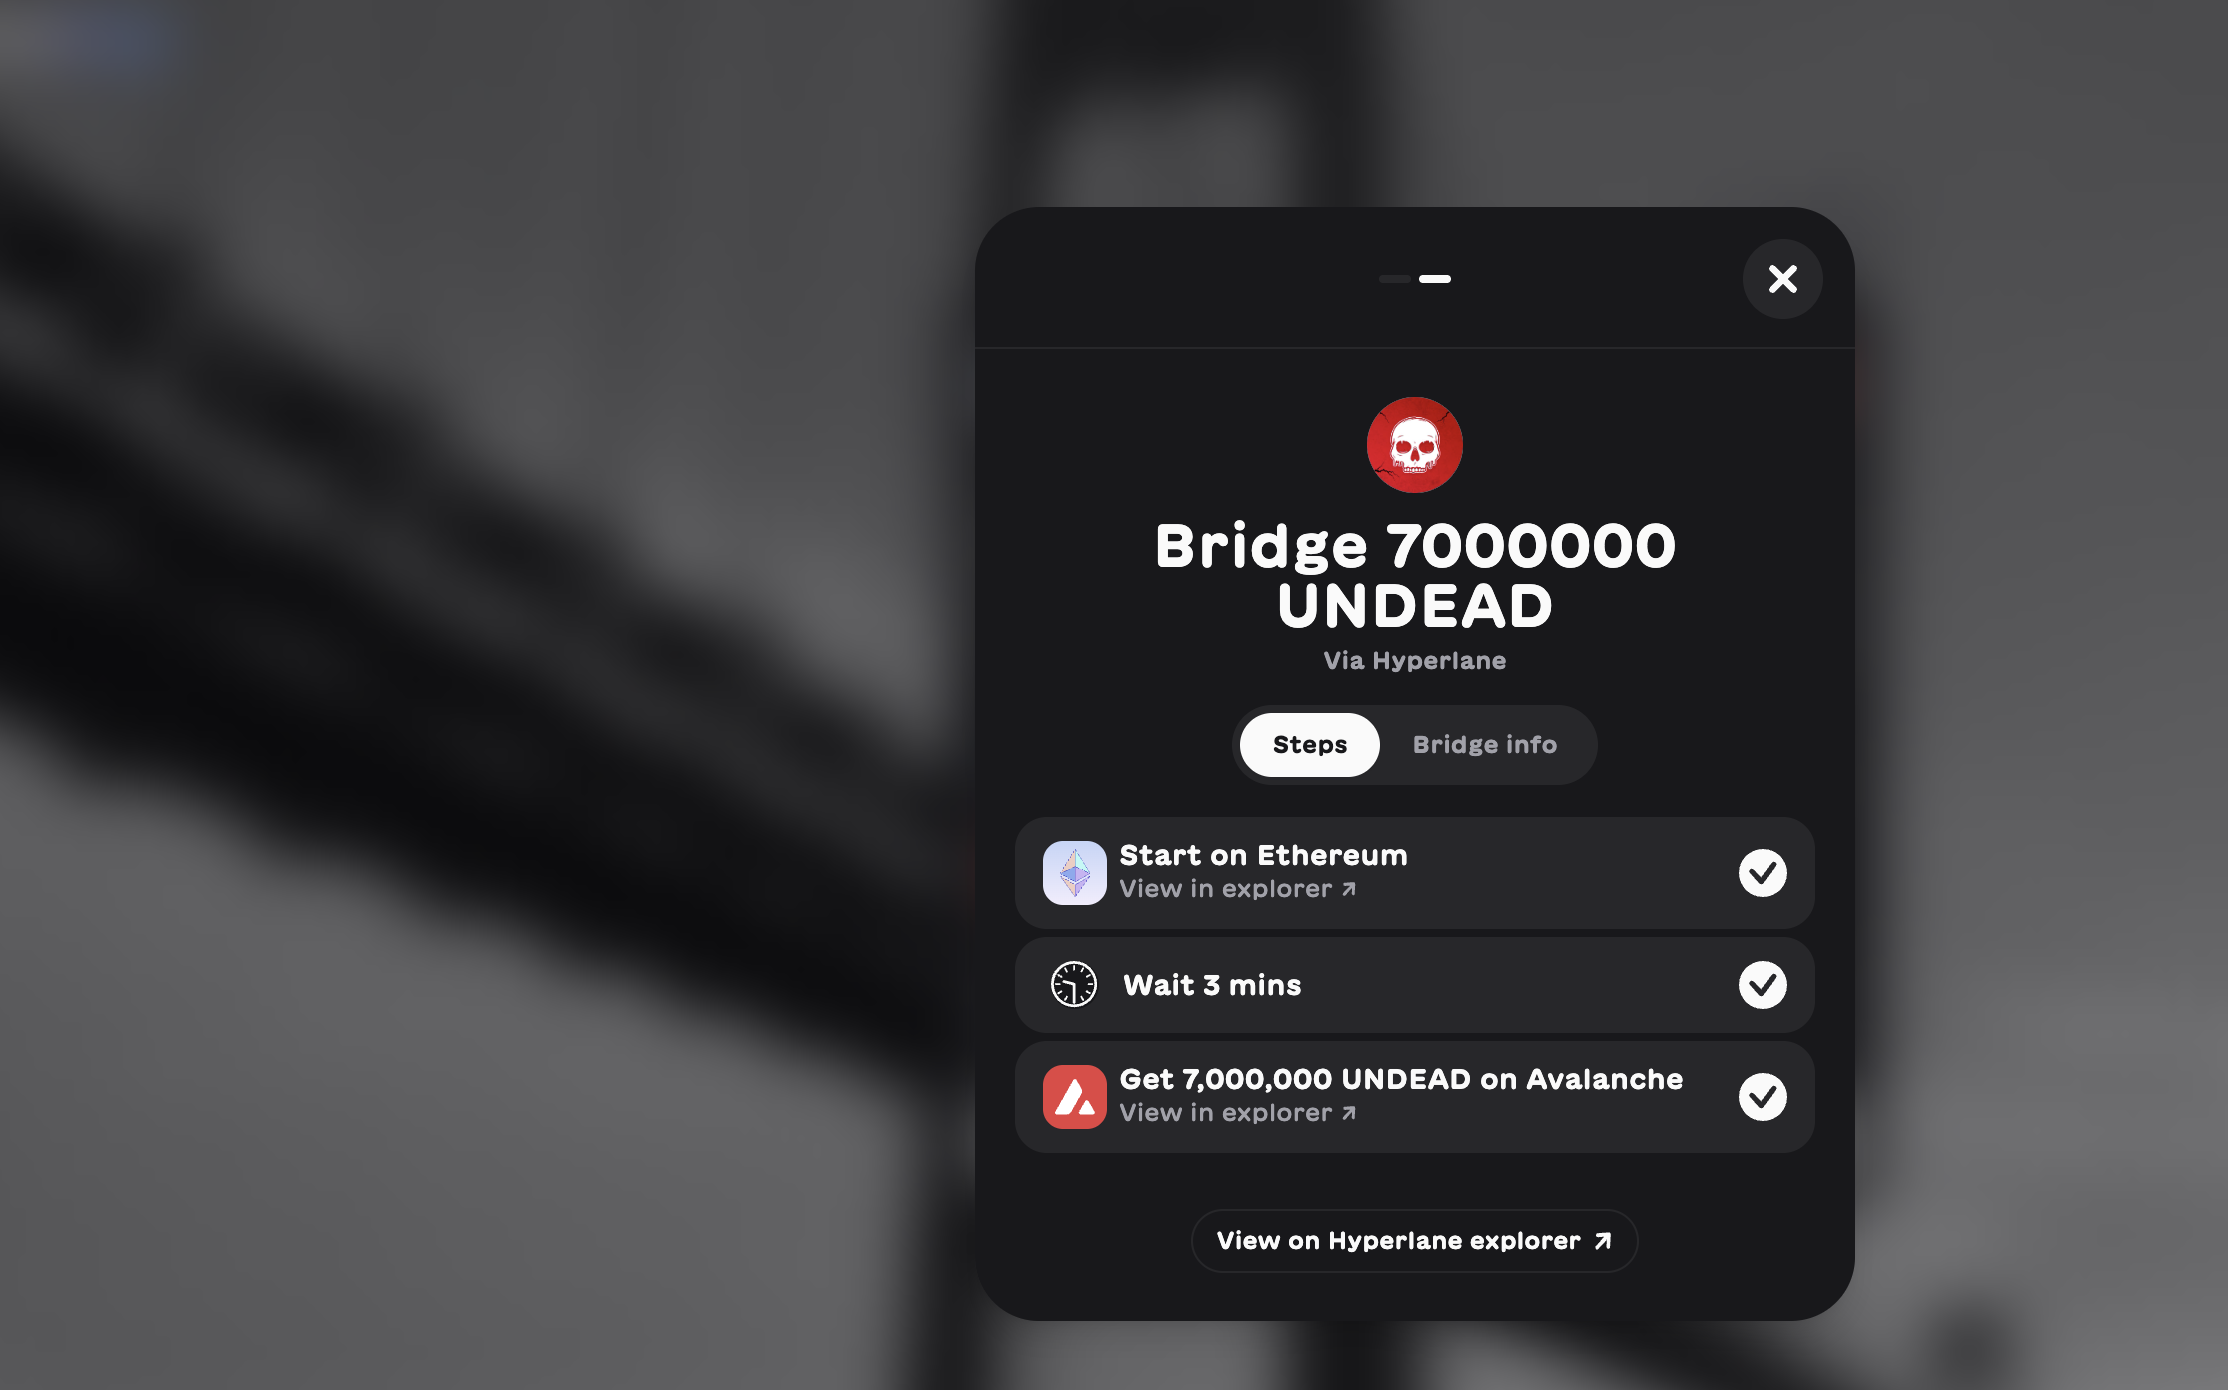 Bridge 7000000
UNDEAD
Via Hyperlane
Steps
Bridge info
Start on Ethereum
View in explorer ↗
Wait 3 mins
Get 7,000,000 UNDEAD on Avalanche
View in explorer ↗
View on Hyperlane explorer ↗